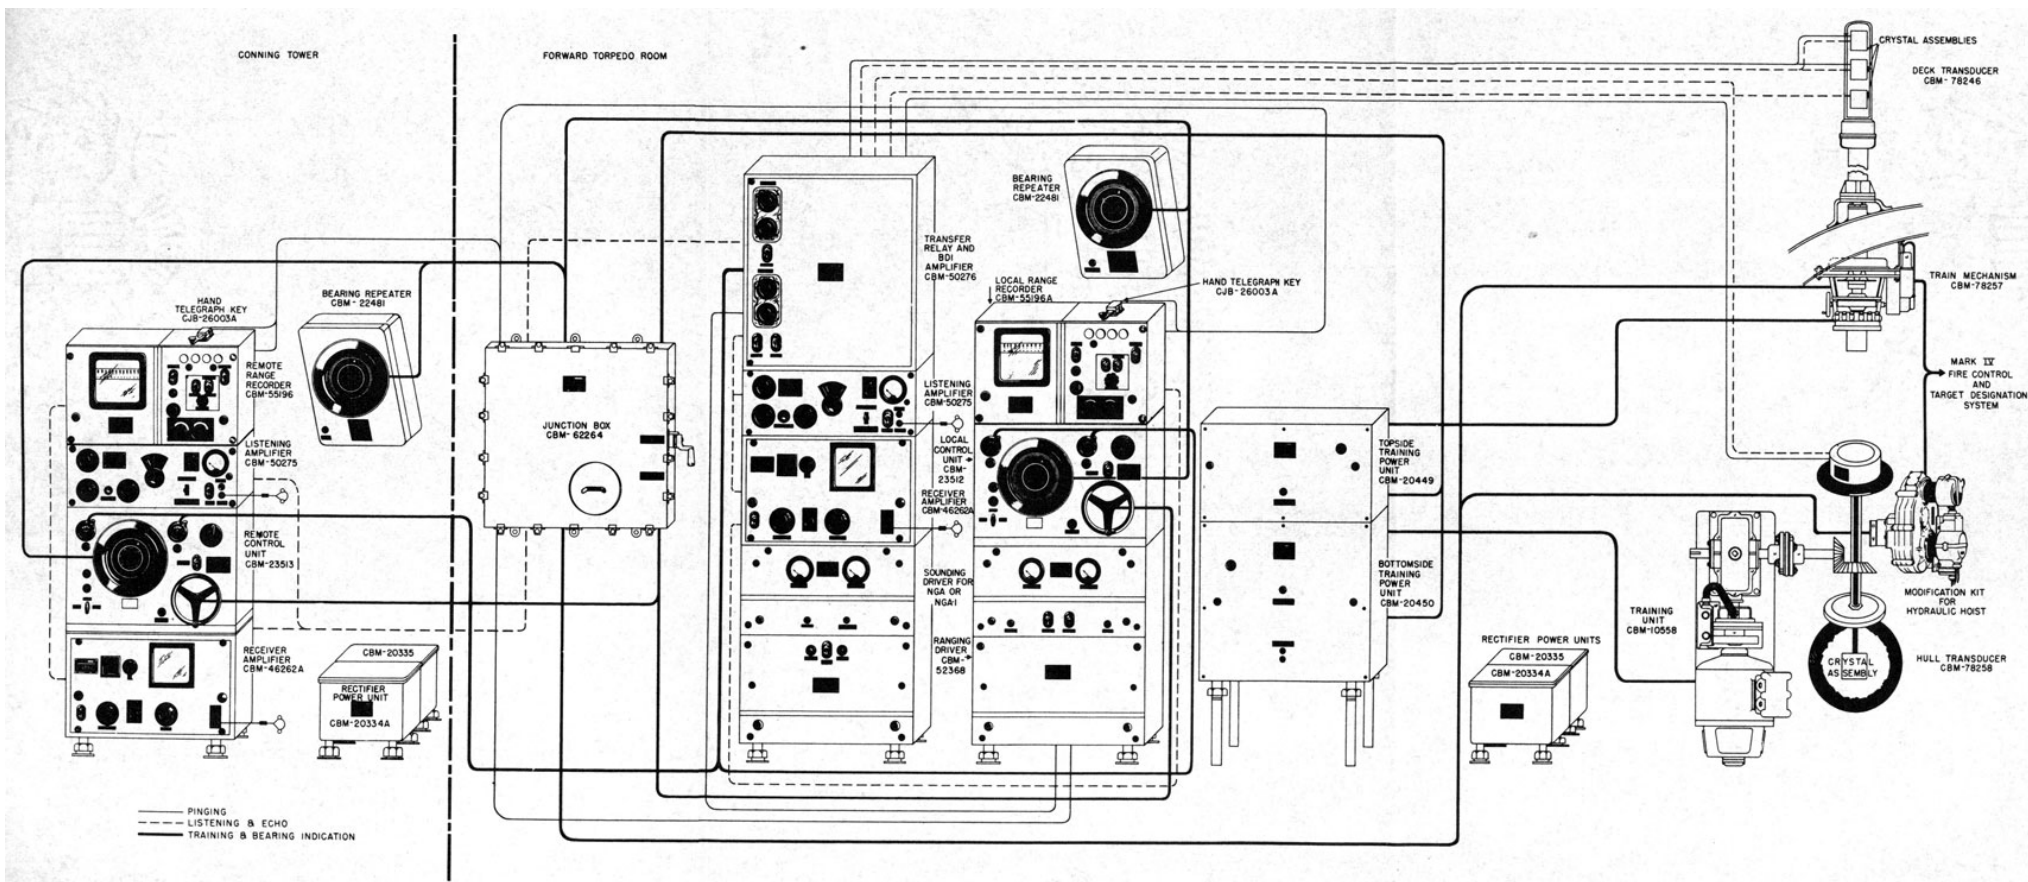 CONNING TOWER
FORWARD TORPEDO ROOM
CRYSTAL ASSEMBLIES
DECK TRANSDUCER
CBM-78246
BEARING
REPEATER
CBM-22481
TRANSFER
RELAY AND
BDI
AMPLIFIER
CBM-50276
LOCAL RANGE
RECORDER
CBM-55196A
HAND TELEGRAPH KEY
CJB-26003A
TRAIN MECHANISM
CBM-78257
HAND
TELEGRAPH KEY
CJB-26003A
BEARING REPEATER
CBM-22481
REMOTE
RANGE
RECORDER
CBM-55196
MARK IV
FIRE CONTROL
AND
TARGET DESIGNATION
SYSTEM
LISTENING
AMPLIFIER
CBM-50275
JUNCTION BOX
CBM-62264
LISTENING
AMPLIFIER
CBM-50275
LOCAL
CONTROL
UNIT
CBM-
23512
TOPSIDE
TRAINING
POWER
UNIT
CBM-20449
RECEIVER
AMPLIFIER
CBM-46262A
REMOTE
CONTROL
UNIT
CBM-23513
SOUNDING
DRIVER FOR
NGA OR
NGA-1
BOTTOMSIDE
TRAINING
POWER
UNIT
CBM-20450
MODIFICATION KIT
FOR
HYDRAULIC HOIST
TRAINING
UNIT
CBM-10558
RECEIVER
AMPLIFIER
CBM-46262A
CBM-20335
RECTIFIER
POWER UNIT
CBM-20334A
RANGING
DRIVER
CBM-
52368
RECTIFIER POWER UNITS
CBM-20335
CBM-20334A
CRYSTAL
ASSEMBLY
HULL TRANSDUCER
CBM-78258
PINGING
LISTENING & ECHO
TRAINING & BEARING INDICATION